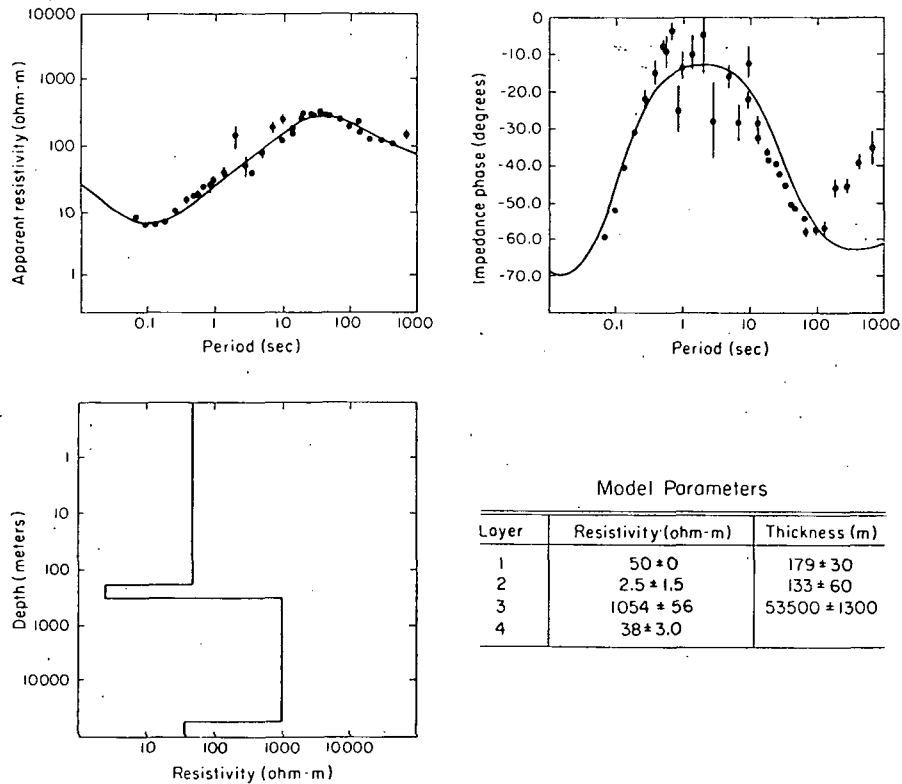 10000
1000
100
10
1
Apparent resistivity (ohm-m)
0.1 1 10 100 1000
Period (sec)
0
-10.0
-20.0
-30.0
-40.0
-50.0
-60.0
-70.0
Impedance phase (degrees)
0.1 1 10 100 1000
Period (sec)
1
10
100
1000
10000
Depth (meters)
10 100 1000 10000
Resistivity (ohm-m)
Model Parameters
Layer Resistivity (ohm-m) Thickness (m)
1 50 ± 0 179 ± 30
2 2.5 ± 1.5 133 ± 60
3 1054 ± 56 53500 ± 1300
4 38 ± 3.0